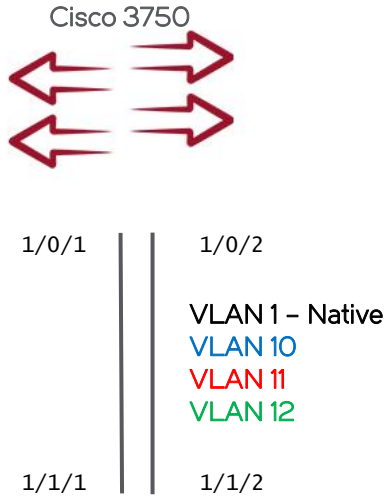 Cisco 3750
1/0/1 1/0/2
VLAN 1 – Native
VLAN 10
VLAN 11
VLAN 12
1/1/1 1/1/2